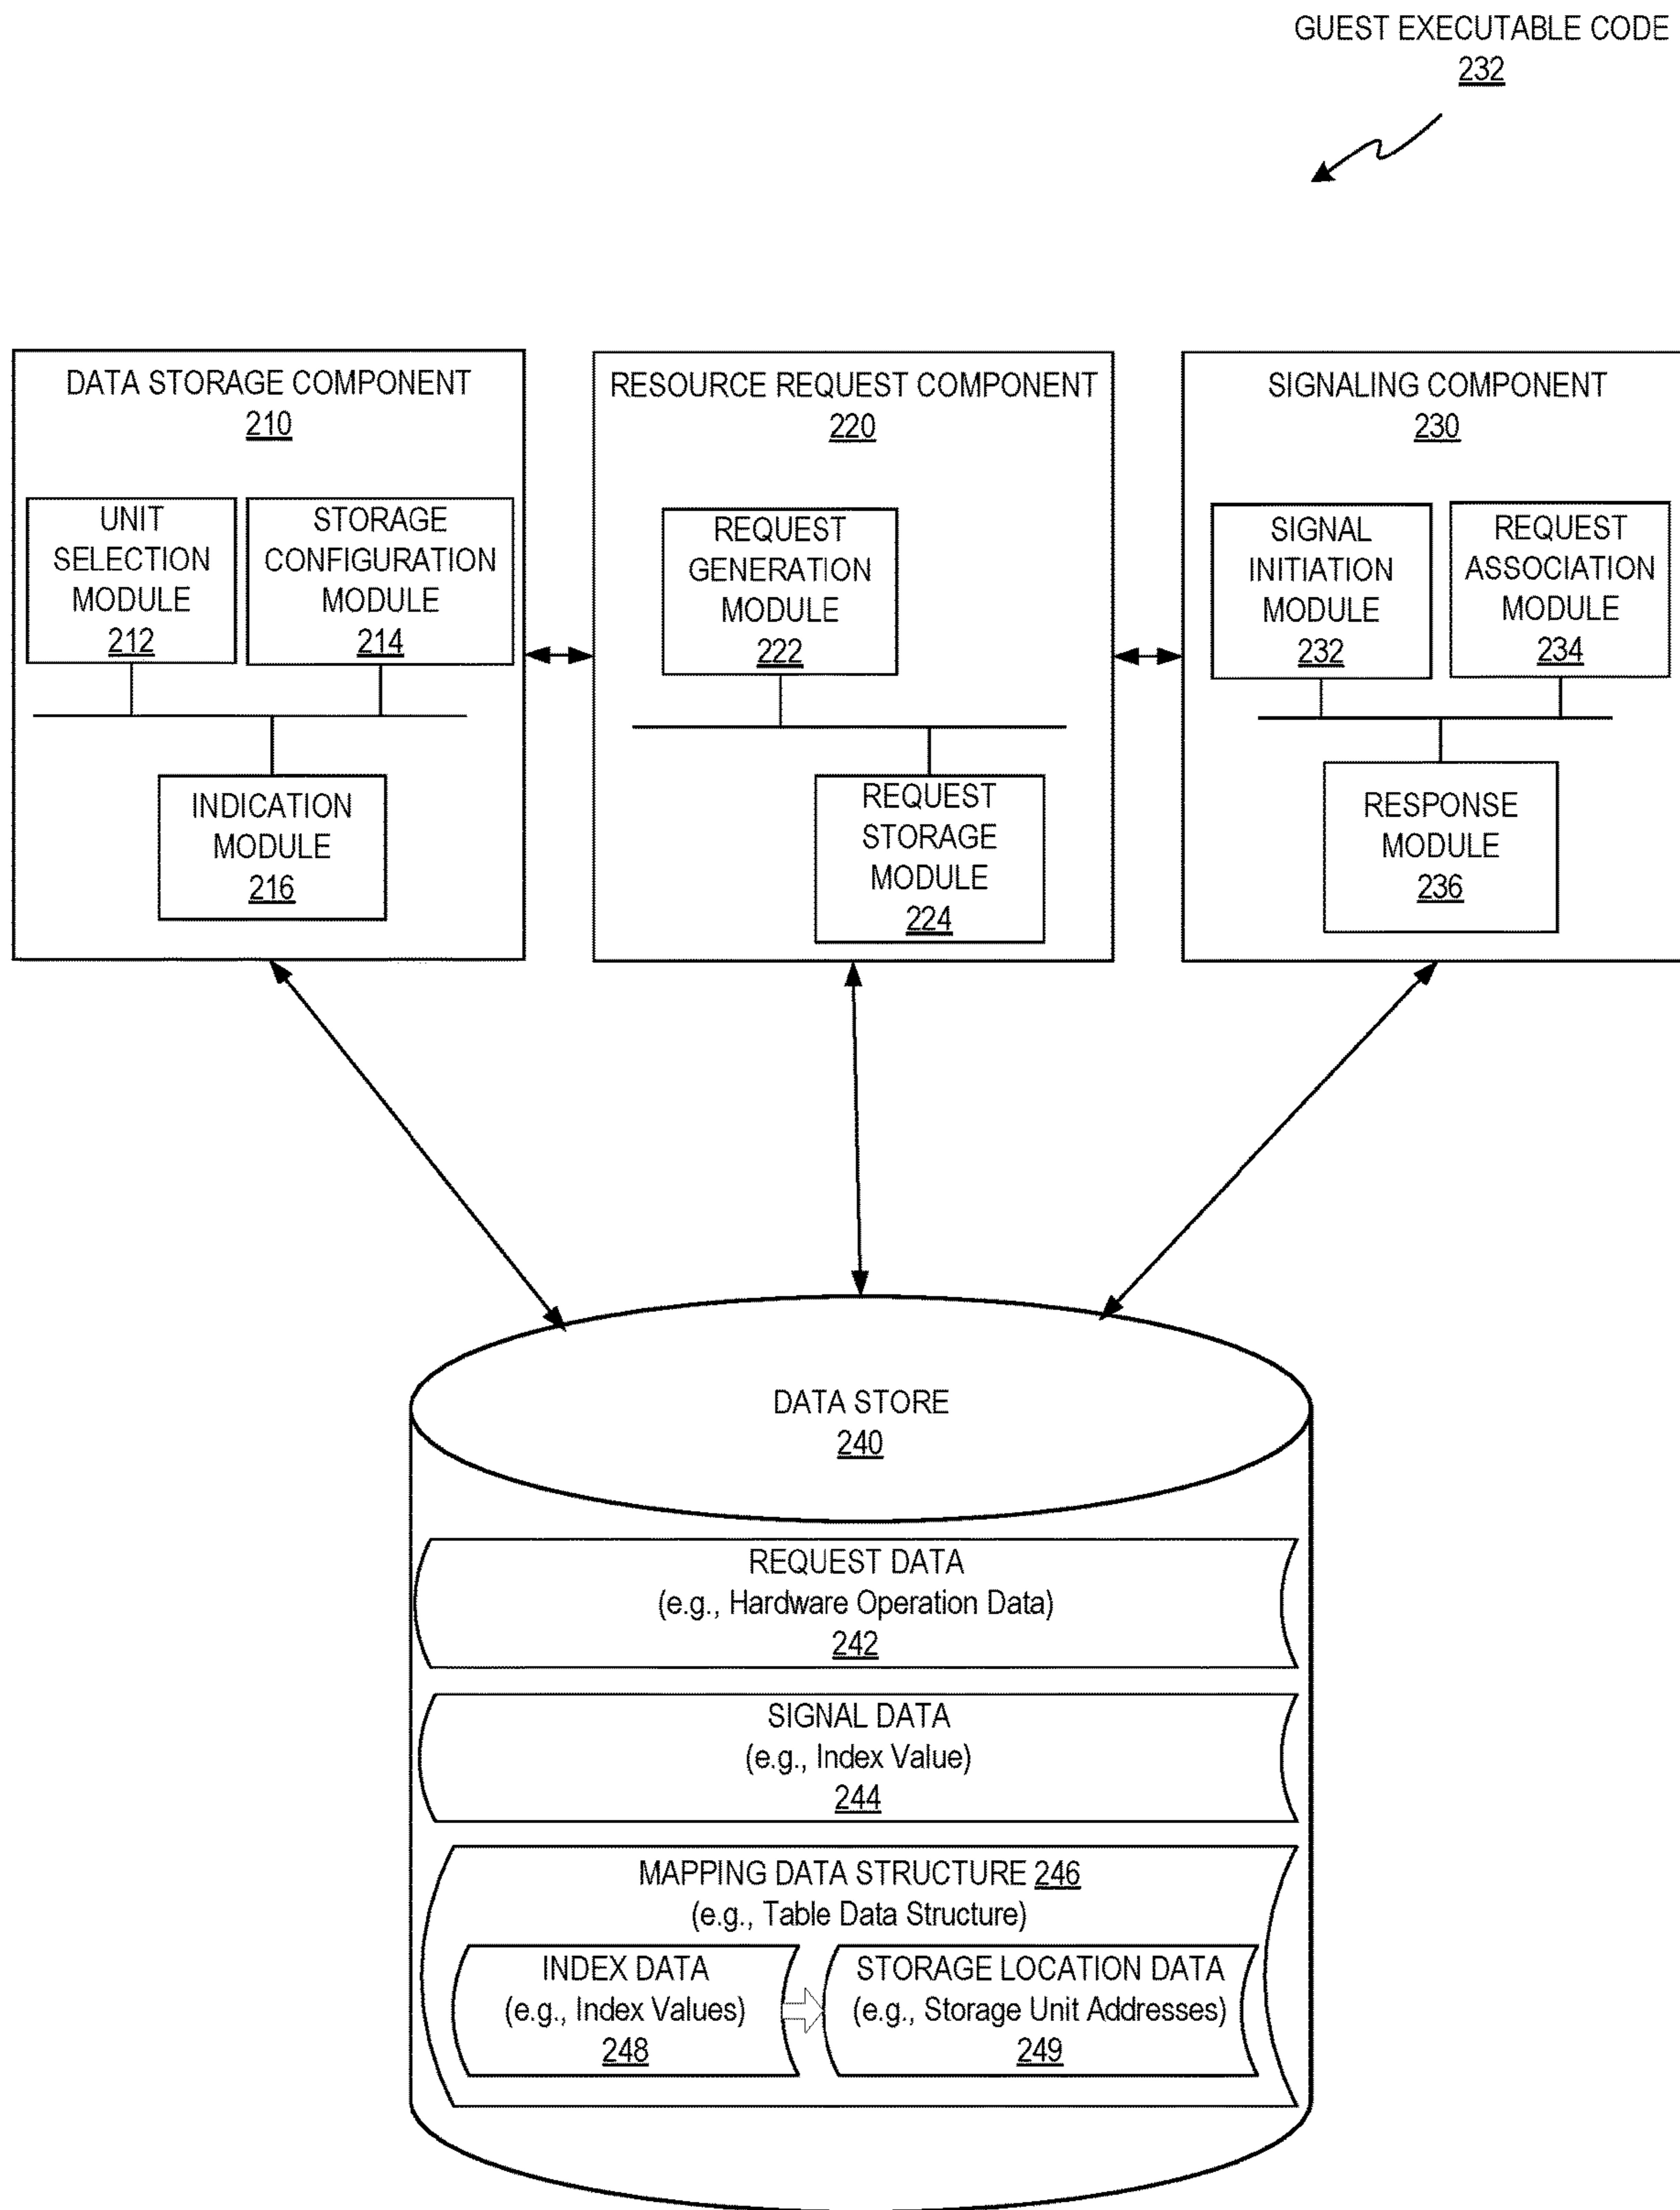 GUEST EXECUTABLE CODE
232
DATA STORAGE COMPONENT
210
UNIT
SELECTION
MODULE
212
STORAGE
CONFIGURATION
MODULE
214
INDICATION
MODULE
216
RESOURCE REQUEST COMPONENT
220
REQUEST
GENERATION
MODULE
222
REQUEST
STORAGE
MODULE
224
SIGNALING COMPONENT
230
SIGNAL
INITIATION
MODULE
232
REQUEST
ASSOCIATION
MODULE
234
RESPONSE
MODULE
236
DATA STORE
240
REQUEST DATA
(e.g., Hardware Operation Data)
242
SIGNAL DATA
(e.g., Index Value)
244
MAPPING DATA STRUCTURE 246
(e.g., Table Data Structure)
INDEX DATA
(e.g., Index Values)
248
STORAGE LOCATION DATA
(e.g., Storage Unit Addresses)
249